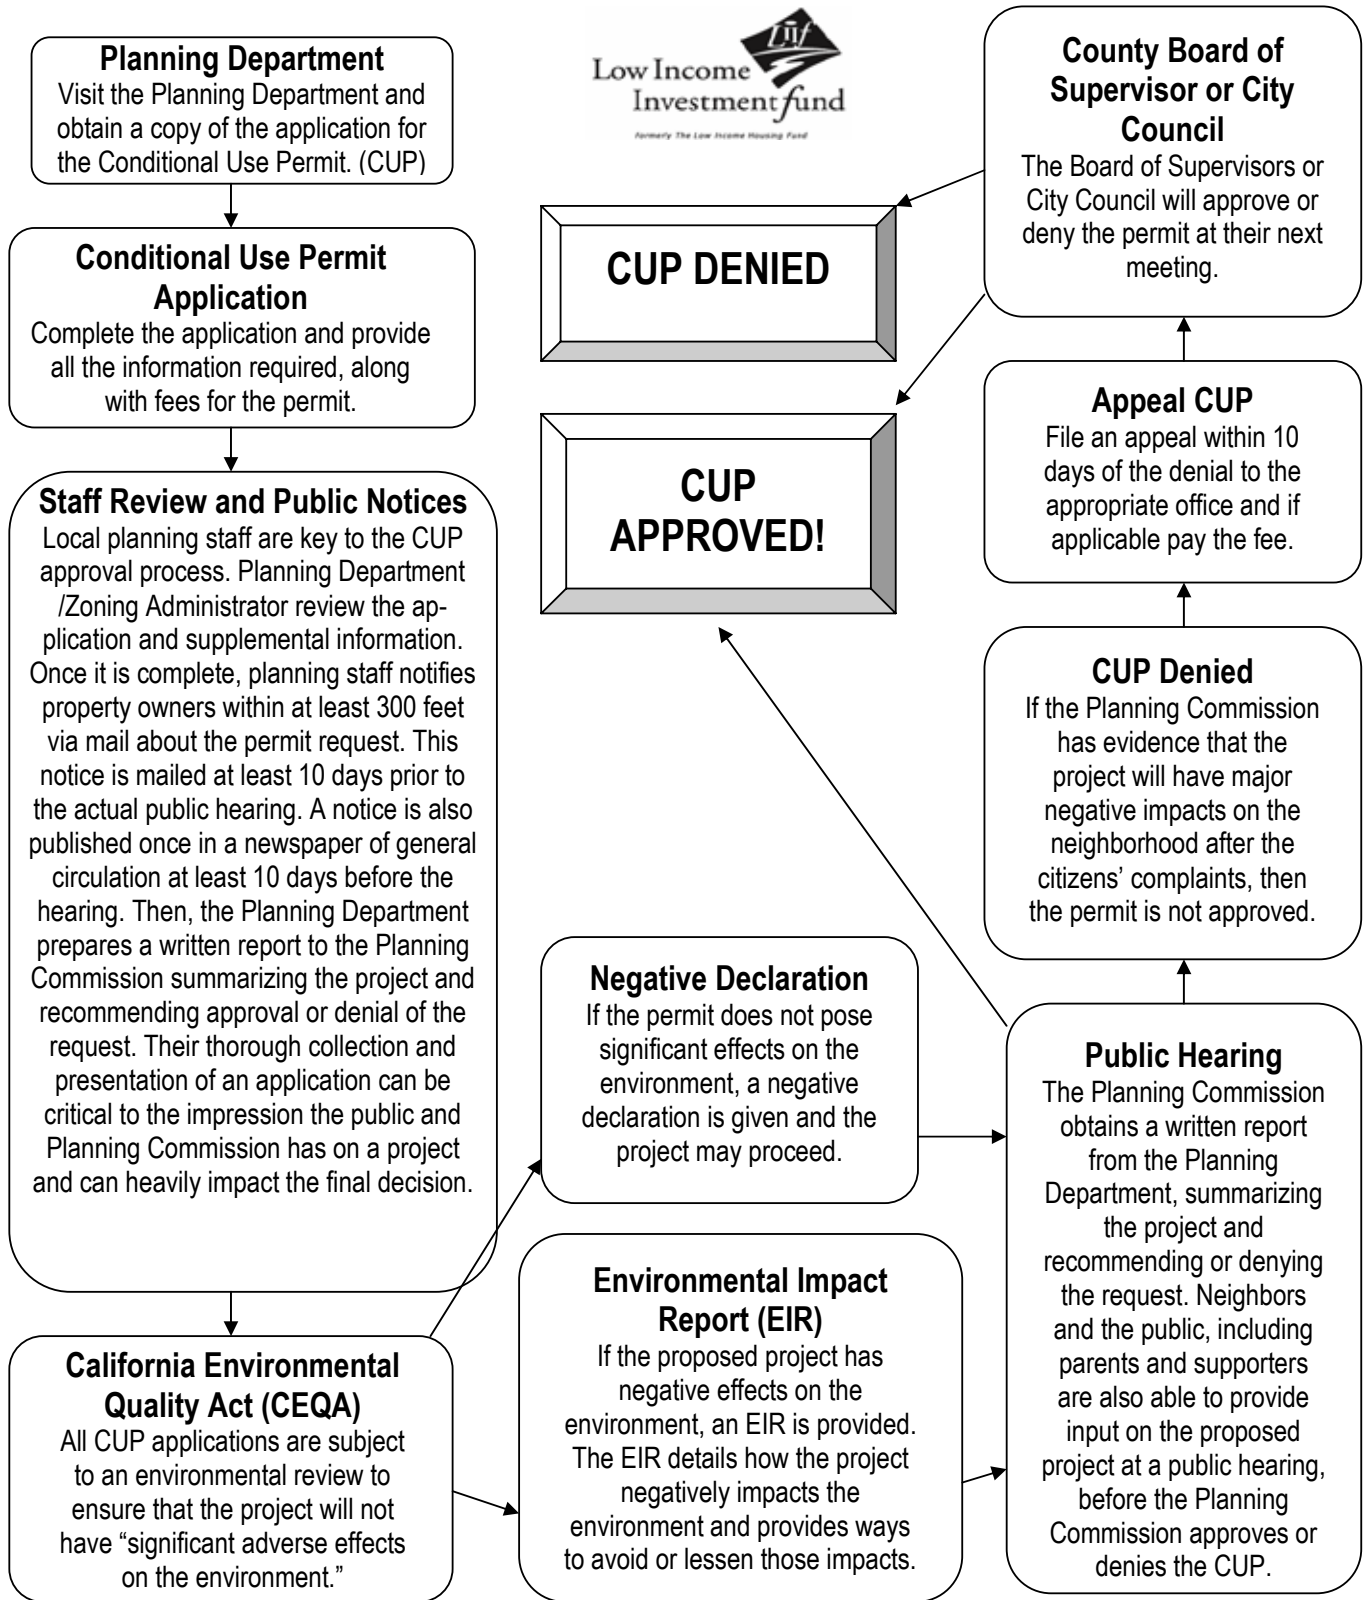 Planning Department
Visit the Planning Department and
obtain a copy of the application for
the Conditional Use Permit. (CUP)
Conditional Use Permit
Application
Complete the application and provide
all the information required, along
with fees for the permit.
Staff Review and Public Notices
Local planning staff are key to the CUP
approval process. Planning Department
/Zoning Administrator review the ap-
plication and supplemental information.
Once it is complete, planning staff notifies
property owners within at least 300 feet
via mail about the permit request. This
notice is mailed at least 10 days prior to
the actual public hearing. A notice is also
published once in a newspaper of general
circulation at least 10 days before the
hearing. Then, the Planning Department
prepares a written report to the Planning
Commission summarizing the project and
recommending approval or denial of the
request. Their thorough collection and
presentation of an application can be
critical to the impression the public and
Planning Commission has on a project
and can heavily impact the final decision.
California Environmental
Quality Act (CEQA)
All CUP applications are subject
to an environmental review to
ensure that the project will not
have “significant adverse effects
on the environment.”
Liif
Low Income
Investment fund
Formerly The Low Income Housing Fund
CUP DENIED
CUP
APPROVED!
Negative Declaration
If the permit does not pose
significant effects on the
environment, a negative
declaration is given and the
project may proceed.
Environmental Impact
Report (EIR)
If the proposed project has
negative effects on the
environment, an EIR is provided.
The EIR details how the project
negatively impacts the
environment and provides ways
to avoid or lessen those impacts.
County Board of
Supervisor or City
Council
The Board of Supervisors or
City Council will approve or
deny the permit at their next
meeting.
Appeal CUP
File an appeal within 10
days of the denial to the
appropriate office and if
applicable pay the fee.
CUP Denied
If the Planning Commission
has evidence that the
project will have major
negative impacts on the
neighborhood after the
citizens’ complaints, then
the permit is not approved.
Public Hearing
The Planning Commission
obtains a written report
from the Planning
Department, summarizing
the project and
recommending or denying
the request. Neighbors
and the public, including
parents and supporters
are also able to provide
input on the proposed
project at a public hearing,
before the Planning
Commission approves or
denies the CUP.